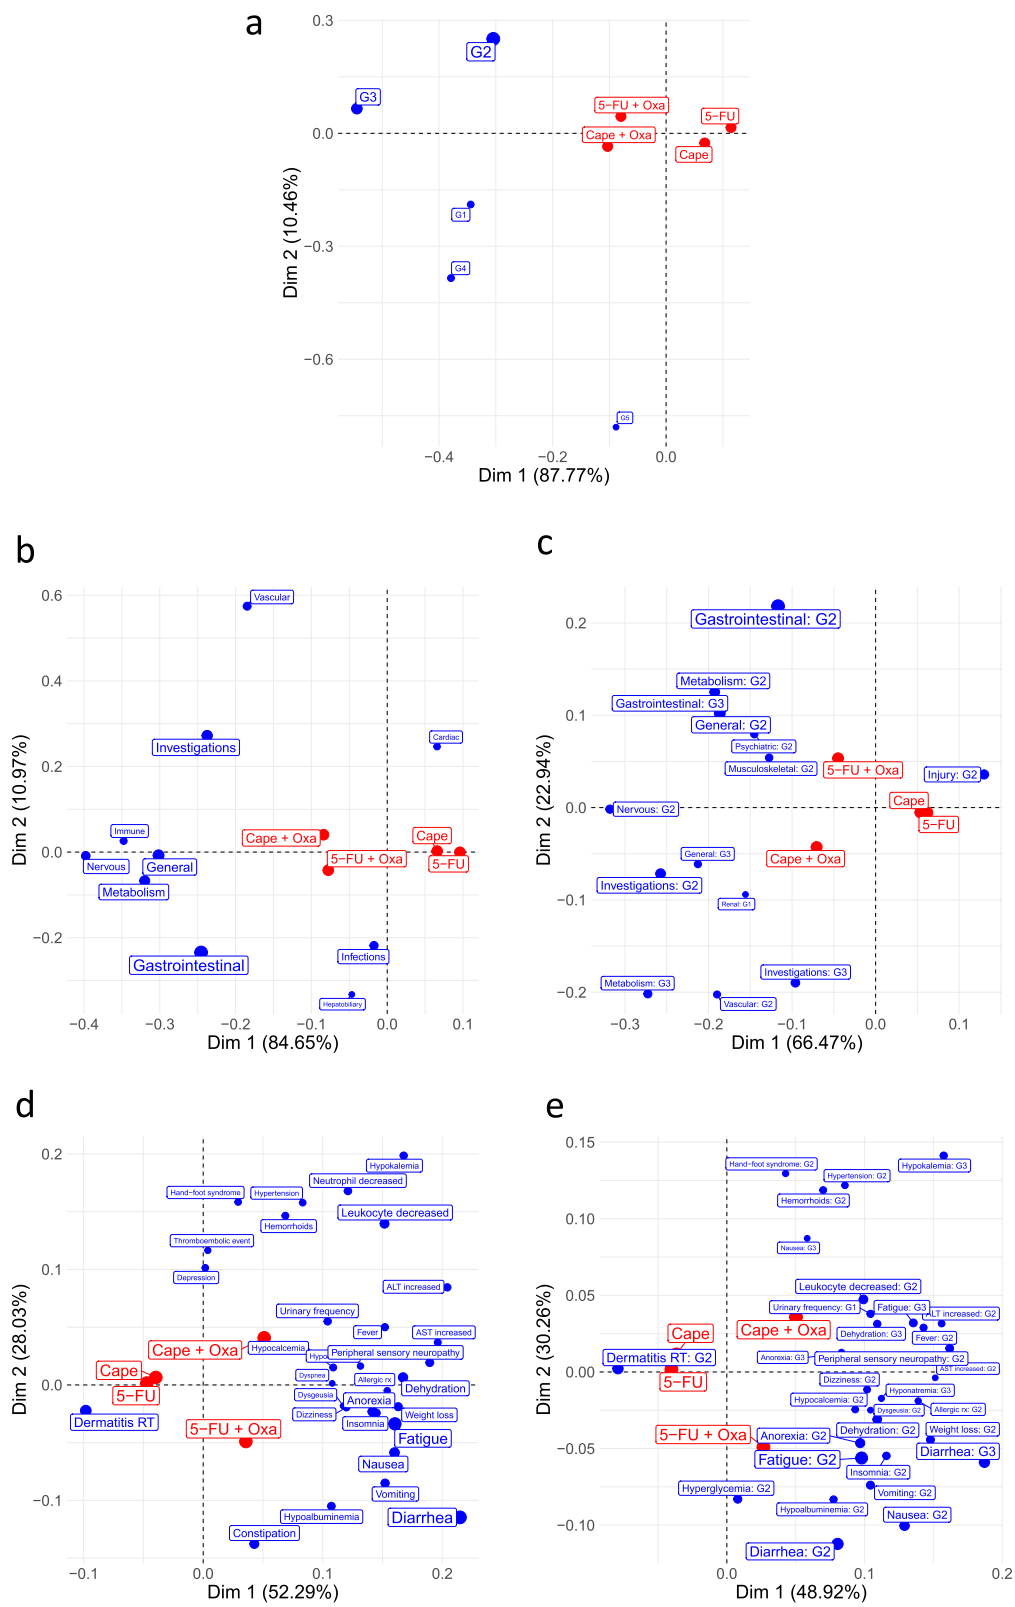 a
0.3
0.0
−0.3
−0.6
Dim 2 (10.46%)
G2
G3
5−FU + Oxa
5−FU
Cape + Oxa
Cape
G1
G4
G5
−0.4
−0.2
0.0
Dim 1 (87.77%)
b
0.6
0.4
0.2
0.0
−0.2
Dim 2 (10.97%)
Vascular
Investigations
Cardiac
Immune
Cape + Oxa
Cape
Nervous
General
5−FU + Oxa
5−FU
Metabolism
Gastrointestinal
Infections
Hepatobiliary
−0.4
−0.3
−0.2
−0.1
0.0
0.1
Dim 1 (84.65%)
c
0.2
0.1
0.0
−0.1
−0.2
Dim 2 (22.94%)
Gastrointestinal: G2
Metabolism: G2
Gastrointestinal: G3
General: G2
Psychiatric: G2
Musculoskeletal: G2
5−FU + Oxa
Injury: G2
Nervous: G2
Cape
5−FU
General: G3
Cape + Oxa
Investigations: G2
Renal: G1
Investigations: G3
Metabolism: G3
Vascular: G2
−0.3
−0.2
−0.1
0.0
0.1
Dim 1 (66.47%)
d
0.2
0.1
0.0
−0.1
Dim 2 (28.03%)
Hypokalemia
Neutrophil decreased
Hand−foot syndrome
Hypertension
Leukocyte decreased
Hemorrhoids
Thromboembolic event
Depression
ALT increased
Urinary frequency
Fever
AST increased
Cape + Oxa
Hypocalcemia
Hypo
Peripheral sensory neuropathy
Cape
Dyspnea
Allergic rx
5−FU
Dysgeusia
Anorexia
Dehydration
Dermatitis RT
Dizziness
Insomnia
Weight loss
5−FU + Oxa
Fatigue
Nausea
Vomiting
Hypoalbuminemia
Diarrhea
Constipation
−0.1
0.0
0.1
0.2
Dim 1 (52.29%)
e
0.15
0.10
0.05
0.00
−0.05
−0.10
Dim 2 (30.26%)
Hand−foot syndrome: G2
Hypokalemia: G3
Hypertension: G2
Hemorrhoids: G2
Nausea: G3
Leukocyte decreased: G2
Urinary frequency: G1
Fatigue: G3
ALT increased: G2
Cape + Oxa
Cape
Dehydration: G3
Fever: G2
Dermatitis RT: G2
Anorexia: G3
Peripheral sensory neuropathy: G2
5−FU
Dizziness: G2
AST increased: G2
Hypocalcemia: G2
Hyponatremia: G3
Dysgeusia: G2
Allergic rx: G2
5−FU + Oxa
Anorexia: G2
Dehydration: G2
Weight loss: G2
Fatigue: G2
Diarrhea: G3
Insomnia: G2
Hyperglycemia: G2
Vomiting: G2
Hypoalbuminemia: G2
Nausea: G2
Diarrhea: G2
0.0
0.1
0.2
Dim 1 (48.92%)